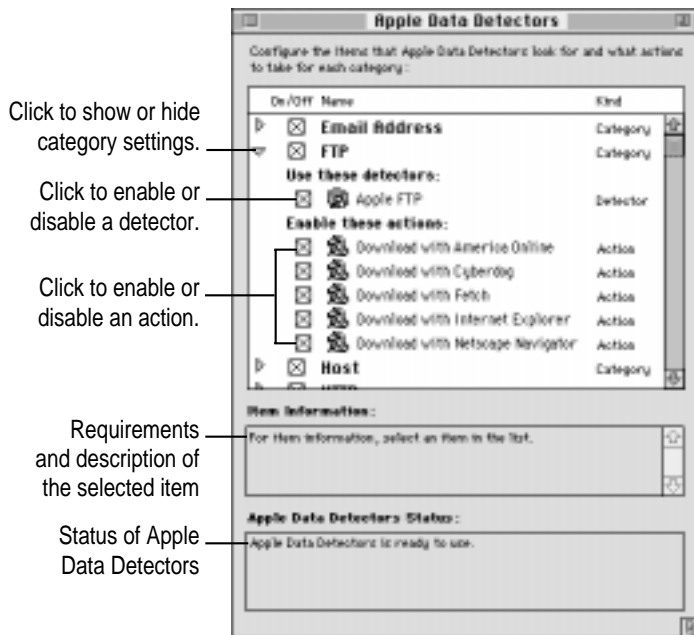 Apple Data Detectors
Configure the items that Apple Data Detectors look for and what actions
to take for each category:
On/Off Name Kind
Click to show or hide
category settings.
Email Address Category
FTP Category
Use these detectors:
Click to enable or
disable a detector.
Apple FTP Detector
Enable these actions:
Download with America Online Action
Download with Cyberdog Action
Click to enable or
disable an action.
Download with Fetch Action
Download with Internet Explorer Action
Download with Netscape Navigator Action
Host Category
HTTP
Item Information:
Requirements
and description of
the selected item
For item information, select an item in the list.
Apple Data Detectors Status:
Status of Apple
Data Detectors
Apple Data Detectors is ready to use.